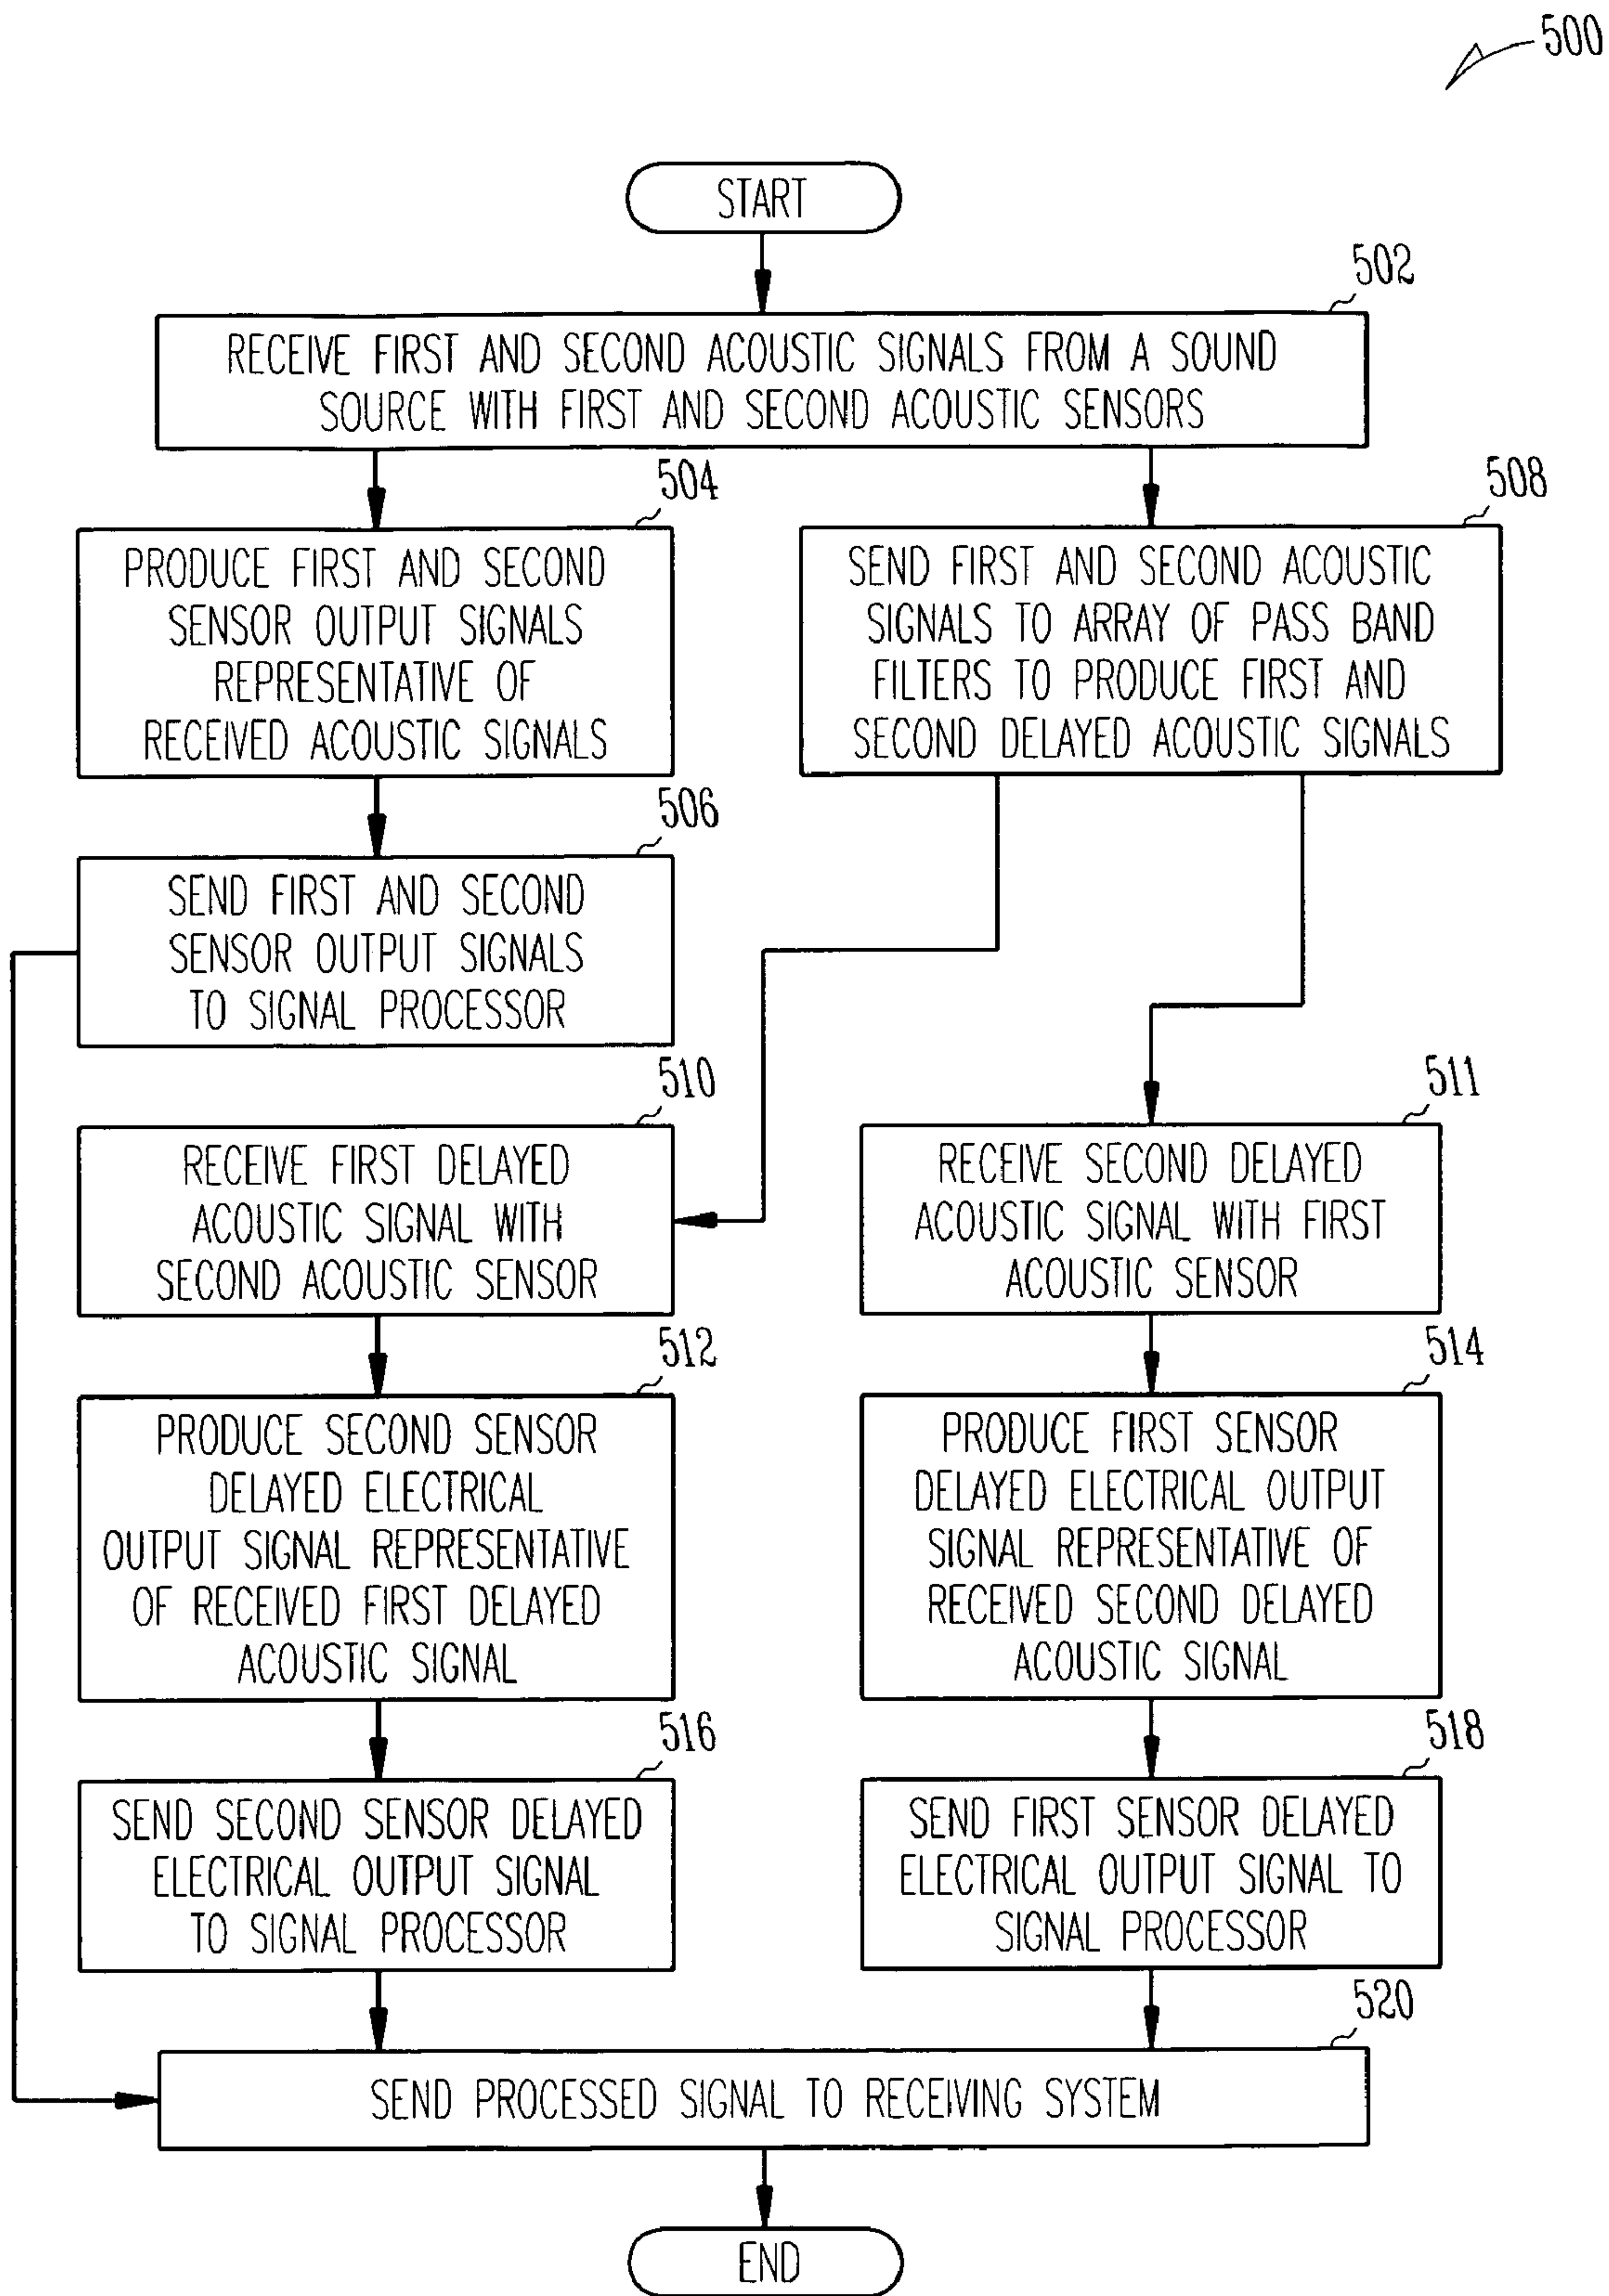 500
START
502
RECEIVE FIRST AND SECOND ACOUSTIC SIGNALS FROM A SOUND
SOURCE WITH FIRST AND SECOND ACOUSTIC SENSORS
504
PRODUCE FIRST AND SECOND
SENSOR OUTPUT SIGNALS
REPRESENTATIVE OF
RECEIVED ACOUSTIC SIGNALS
508
SEND FIRST AND SECOND ACOUSTIC
SIGNALS TO ARRAY OF PASS BAND
FILTERS TO PRODUCE FIRST AND
SECOND DELAYED ACOUSTIC SIGNALS
506
SEND FIRST AND SECOND
SENSOR OUTPUT SIGNALS
TO SIGNAL PROCESSOR
510
RECEIVE FIRST DELAYED
ACOUSTIC SIGNAL WITH
SECOND ACOUSTIC SENSOR
511
RECEIVE SECOND DELAYED
ACOUSTIC SIGNAL WITH FIRST
ACOUSTIC SENSOR
512
PRODUCE SECOND SENSOR
DELAYED ELECTRICAL
OUTPUT SIGNAL REPRESENTATIVE
OF RECEIVED FIRST DELAYED
ACOUSTIC SIGNAL
514
PRODUCE FIRST SENSOR
DELAYED ELECTRICAL OUTPUT
SIGNAL REPRESENTATIVE OF
RECEIVED SECOND DELAYED
ACOUSTIC SIGNAL
516
SEND SECOND SENSOR DELAYED
ELECTRICAL OUTPUT SIGNAL
TO SIGNAL PROCESSOR
518
SEND FIRST SENSOR DELAYED
ELECTRICAL OUTPUT SIGNAL TO
SIGNAL PROCESSOR
520
SEND PROCESSED SIGNAL TO RECEIVING SYSTEM
END